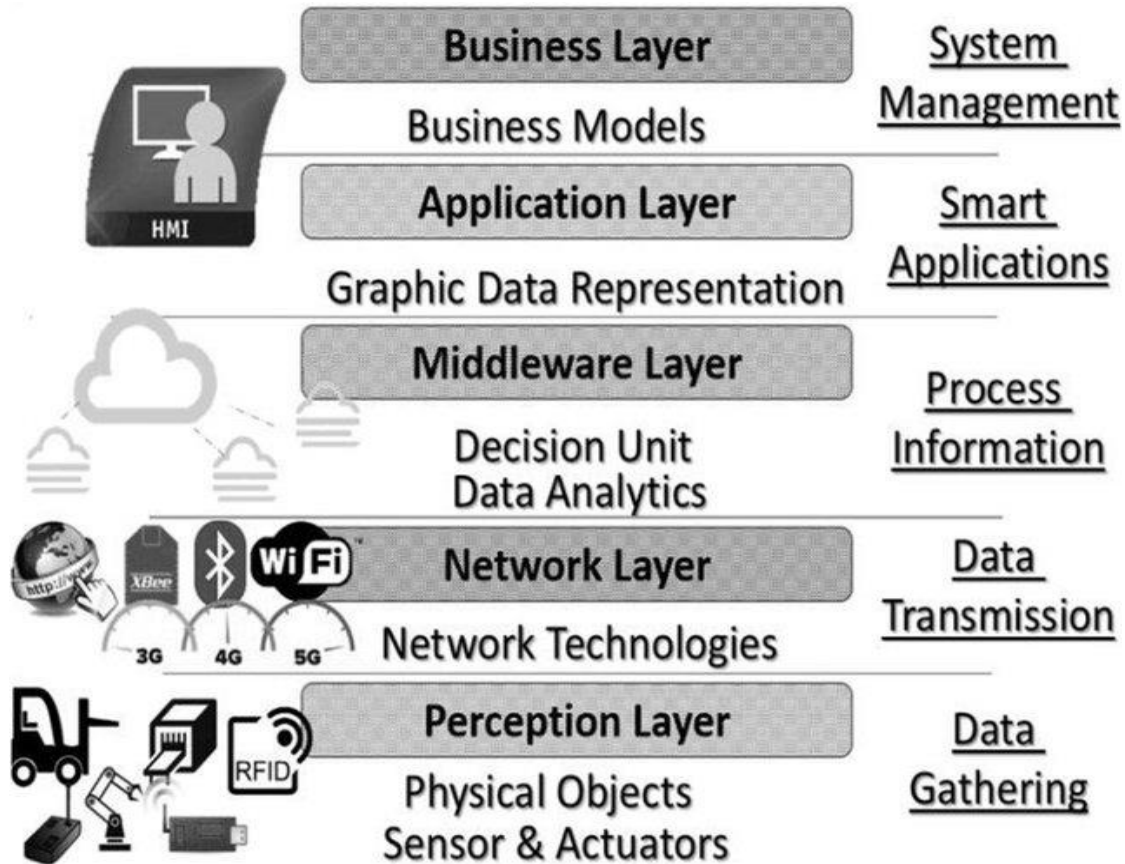 Business Layer
Business Models
System
Management
HMI
Application Layer
Graphic Data Representation
Smart
Applications
Middleware Layer
Decision Unit
Data Analytics
Process
Information
http://www
XBee
WiFi
™
3G
4G
5G
Network Layer
Network Technologies
Data
Transmission
RFID
Perception Layer
Physical Objects
Sensor & Actuators
Data
Gathering